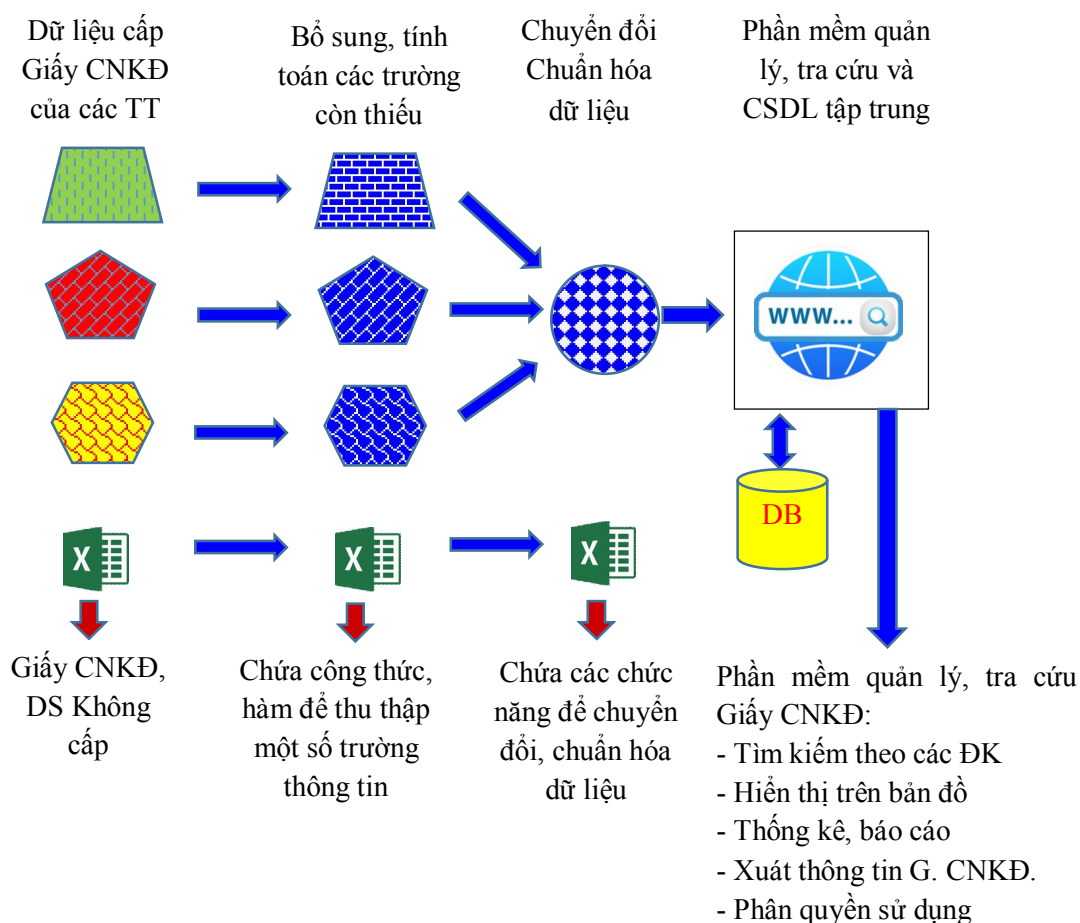 Dữ liệu cấp
Giấy CNKĐ
của các TT
Bổ sung, tính
toán các trường
còn thiếu
Chuyển đổi
Chuẩn hóa
dữ liệu
Phần mềm quản
lý, tra cứu và
CSDL tập trung
WWW...
DB
X
X
X
Giấy CNKĐ,
DS Không
cấp
Chứa công thức,
hàm để thu thập
một số trường
thông tin
Chứa các chức
năng để chuyển
đổi, chuẩn hóa
dữ liệu
Phần mềm quản lý, tra cứu
Giấy CNKĐ:
- Tìm kiếm theo các ĐK
- Hiển thị trên bản đồ
- Thống kê, báo cáo
- Xuát thông tin G. CNKĐ.
- Phân quyền sử dụng